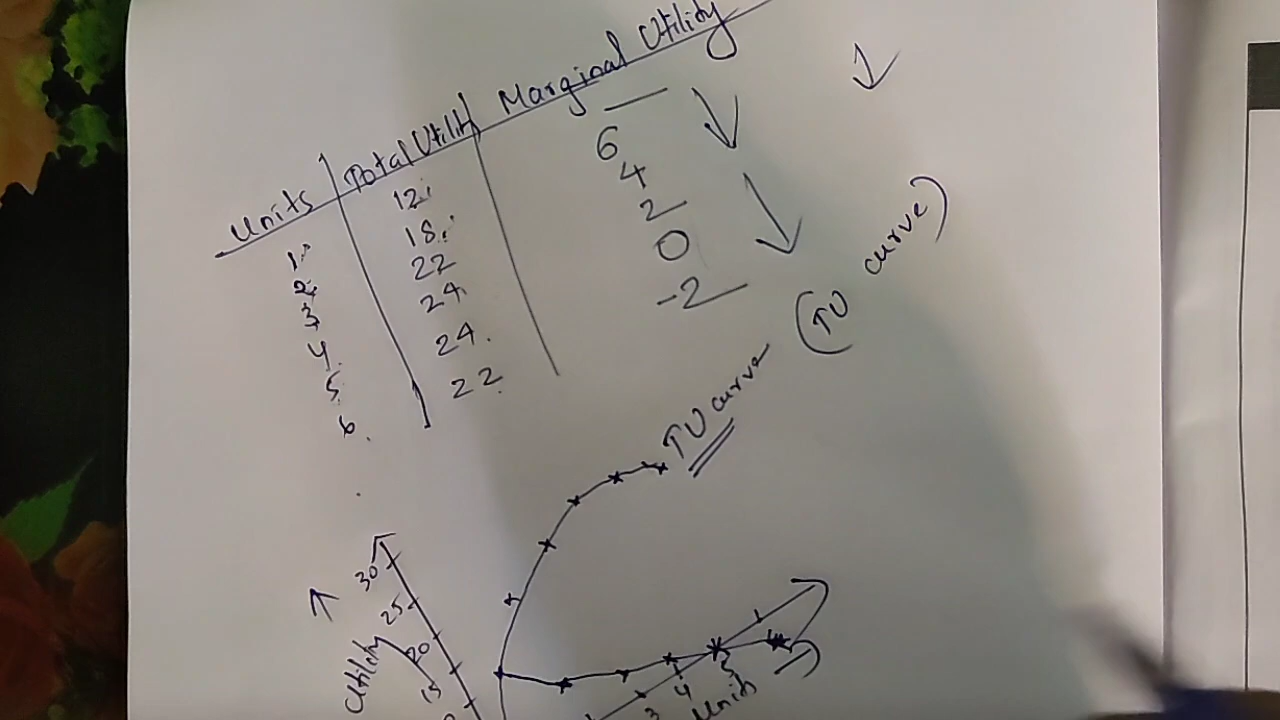 Units Total Utility Marginal Utility
1 12 —
2 18 6
3 22 4
4 24 2
5 24 0
6 22 -2
TU curve (TU curve)
30
25
20
15
Utility
3 4 5
Units